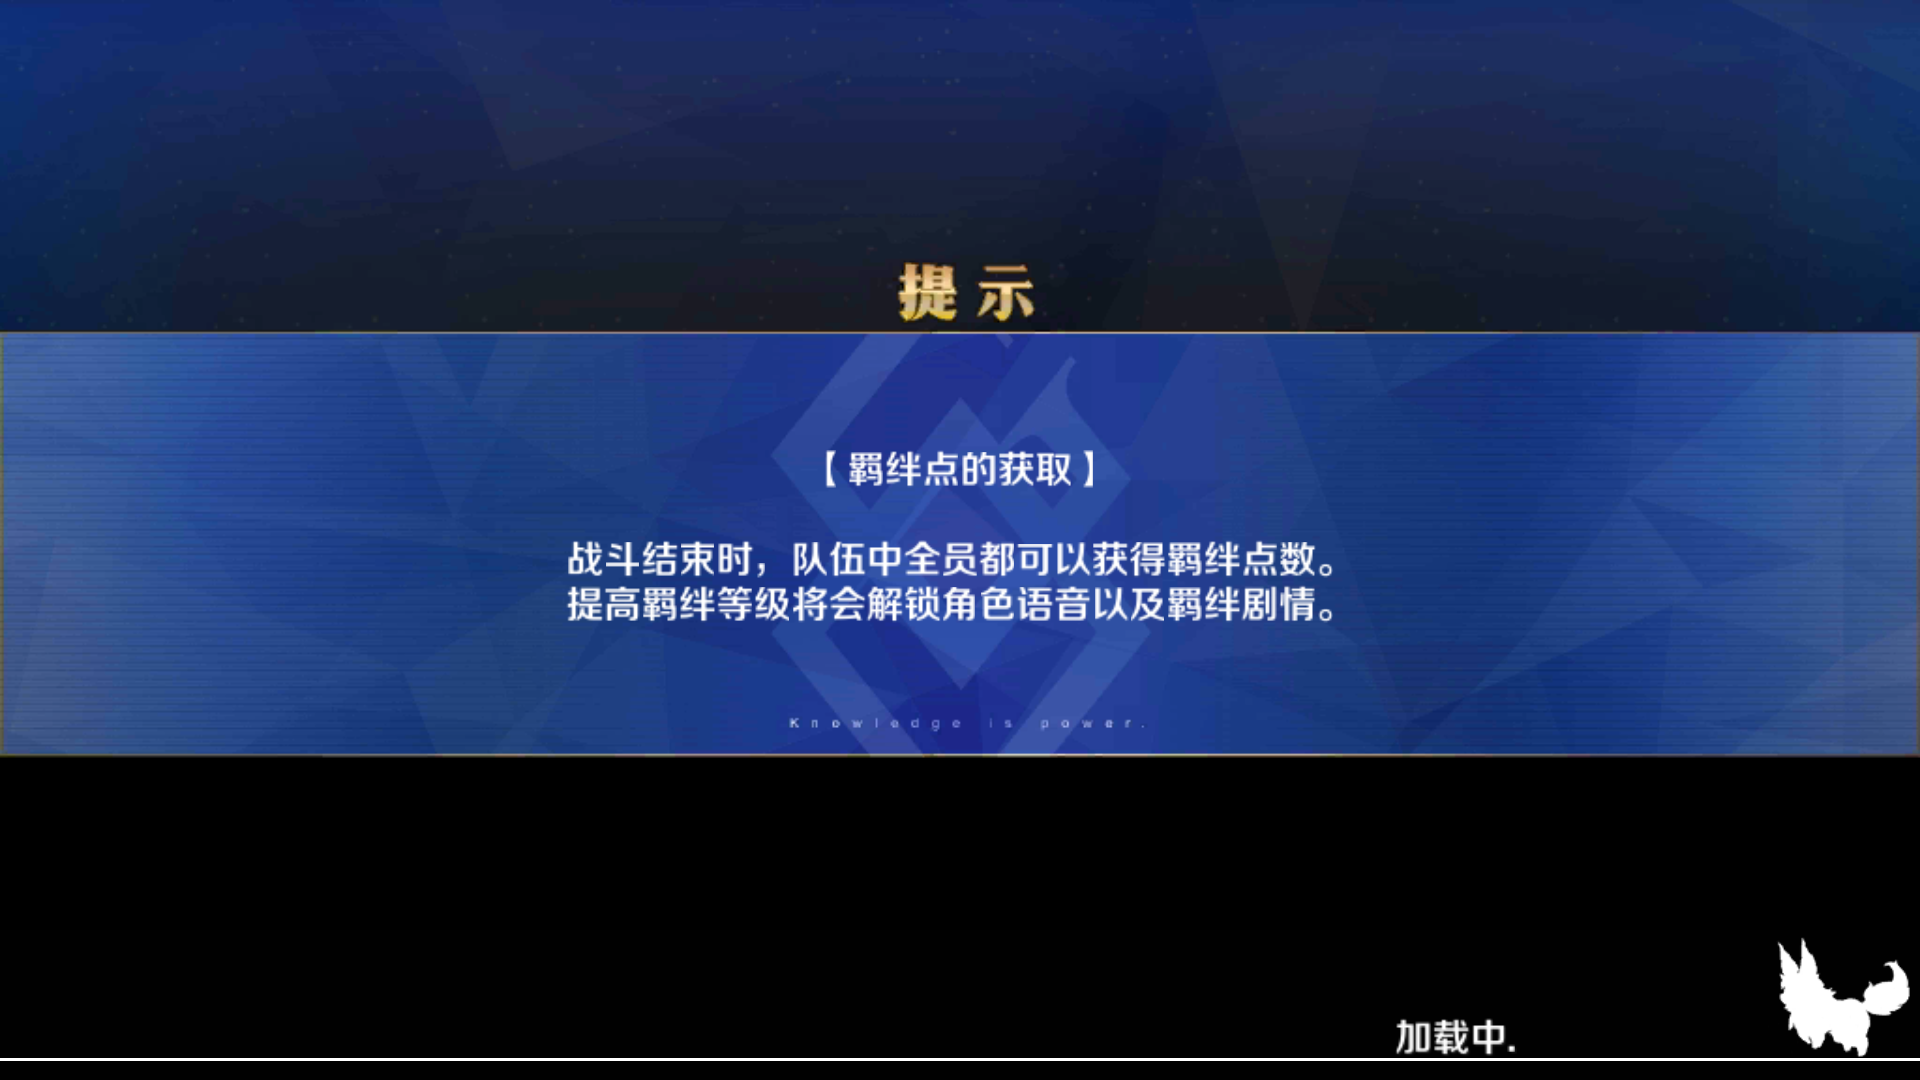 提示
【羁绊点的获取】
战斗结束时，队伍中全员都可以获得羁绊点数。
提高羁绊等级将会解锁角色语音以及羁绊剧情。
Knowledge is power.
加载中.